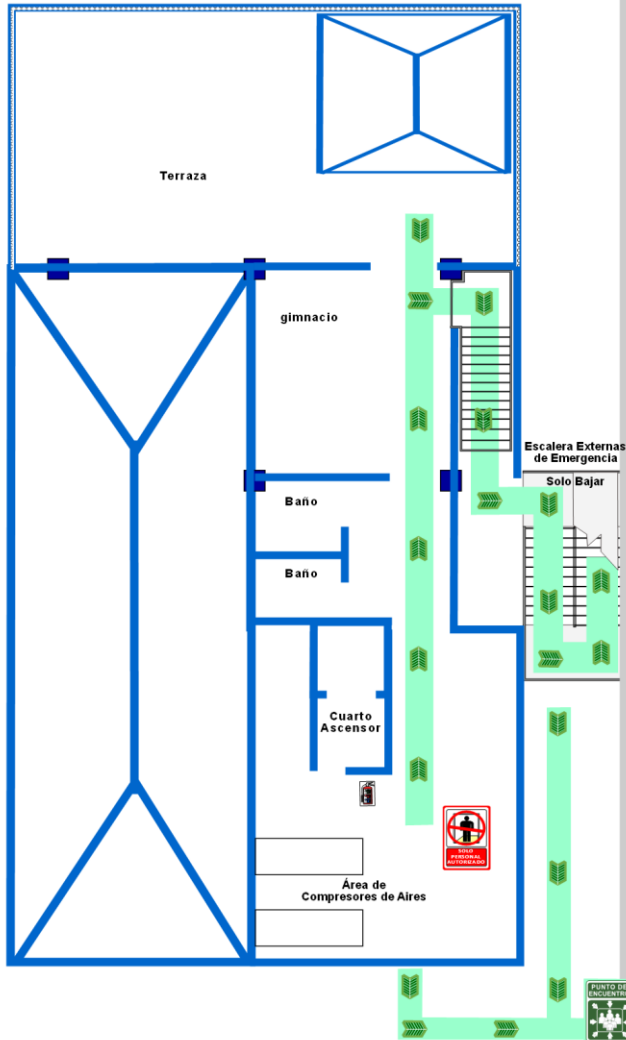 Terraza
gimnacio
Escalera Externas
de Emergencia
Solo Bajar
Baño
Baño
Cuarto
Ascensor
SOLO
PERSONAL
AUTORIZADO
Área de
Compresores de Aires
PUNTO DE
ENCUENTRO